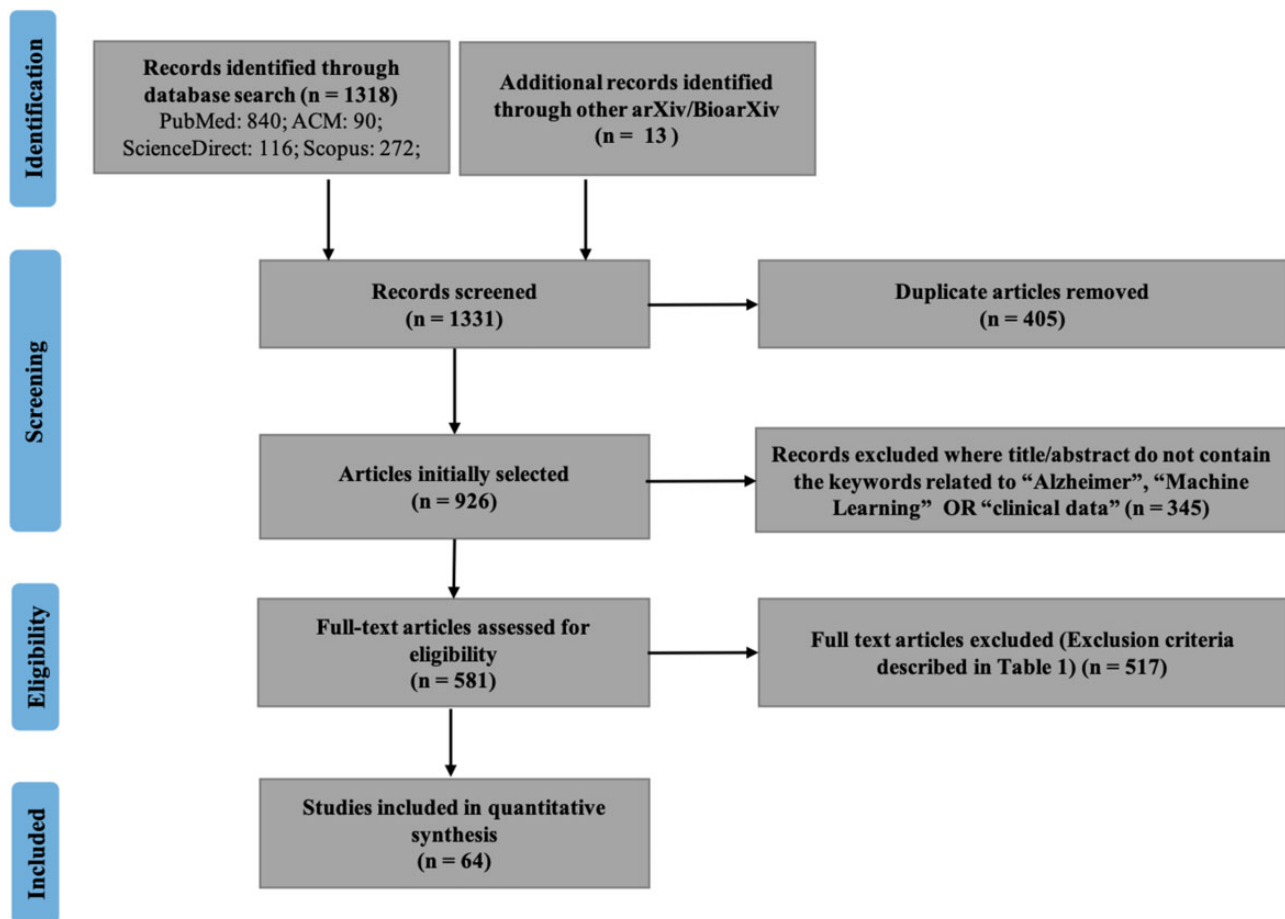 Identification
Records identified through
database search (n = 1318)
PubMed: 840; ACM: 90;
ScienceDirect: 116; Scopus: 272;
Additional records identified
through other arXiv/BioarXiv
(n =  13 )
Screening
Records screened
(n = 1331)
Duplicate articles removed
(n = 405)
Articles initially selected
(n = 926)
Records excluded where title/abstract do not contain
the keywords related to “Alzheimer”, “Machine
Learning”  OR “clinical data” (n = 345)
Eligibility
Full-text articles assessed for
eligibility
(n = 581)
Full text articles excluded (Exclusion criteria
described in Table 1) (n = 517)
Included
Studies included in quantitative
synthesis
(n = 64)